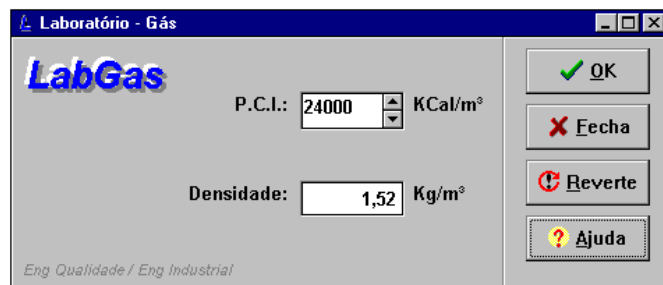 Laboratório - Gás
LabGas
P.C.I.: 24000 KCal/m³
Densidade: 1,52 Kg/m³
Eng Qualidade / Eng Industrial
OK
Fecha
Reverte
Ajuda